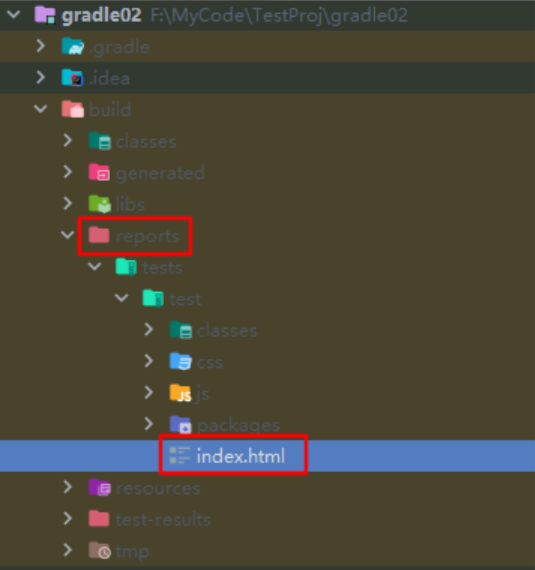 gradle02 F:\MyCode\TestProj\gradle02
.gradle
.idea
build
classes
generated
libs
reports
tests
test
classes
css
js
packages
index.html
resources
test-results
tmp